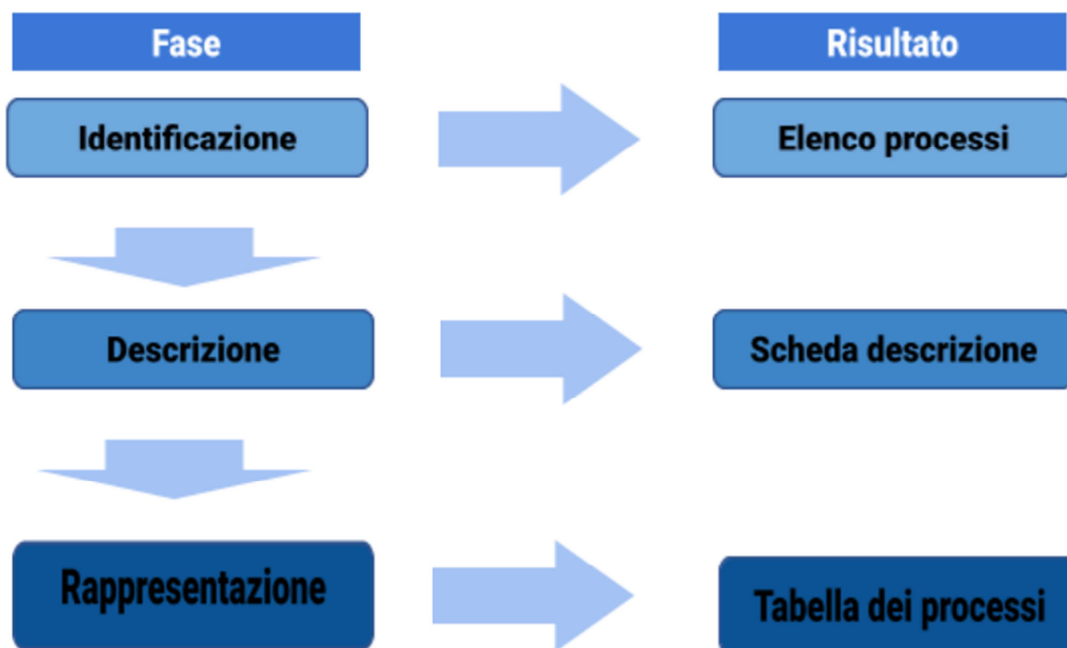 Fase
Risultato
Identificazione
Elenco processi
Descrizione
Scheda descrizione
Rappresentazione
Tabella dei processi